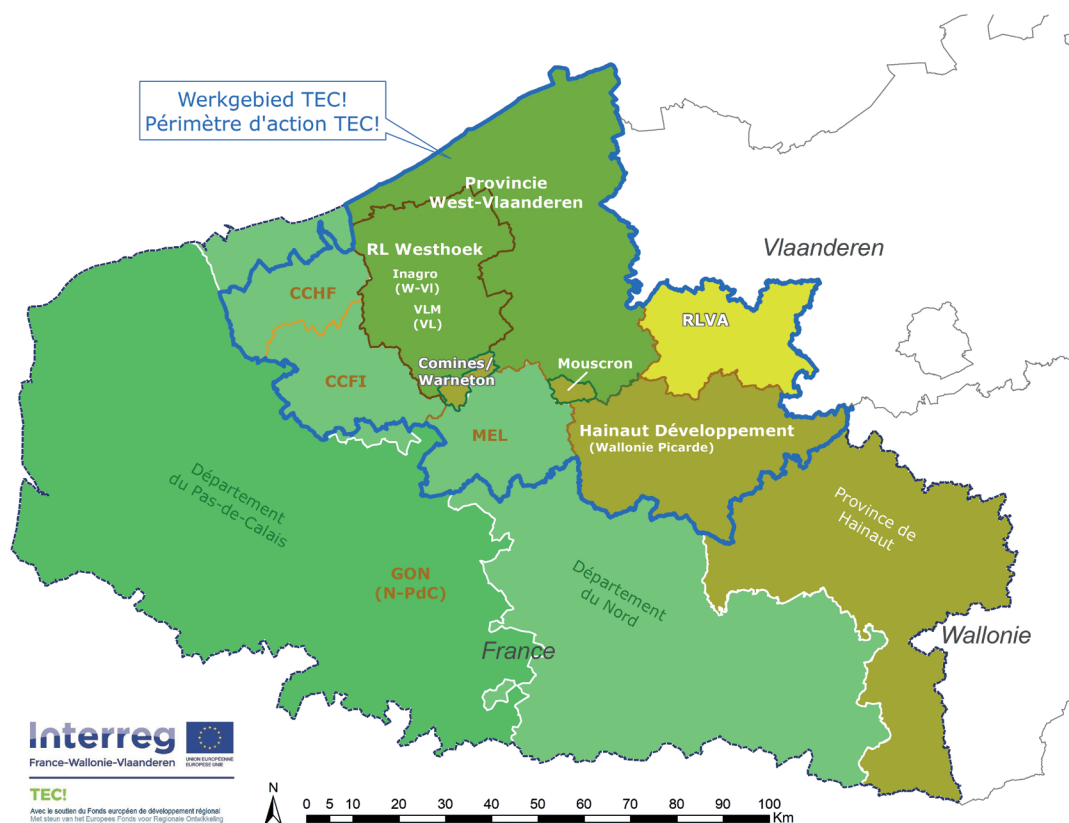 Werkgebied TEC!
Périmètre d'action TEC!
Provincie
West-Vlaanderen
RL Westhoek
Inagro
(W-Vl)
VLM
(VL)
Vlaanderen
CCHF
RLVA
Comines/
Warneton
Mouscron
CCFI
MEL
Hainaut Développement
(Wallonie Picarde)
Département
du Pas-de-Calais
Province de
Hainaut
GON
(N-PdC)
Département
du Nord
France
Wallonie
Interreg
France-Wallonie-Vlaanderen
UNION EUROPÉENNE
EUROPESE UNIE
TEC!
Avec le soutien du Fonds européen de développement régional
Met steun van het Europees Fonds voor Regionale Ontwikkeling
N
0 5 10 20 30 40 50 60 70 80 90 100
Km